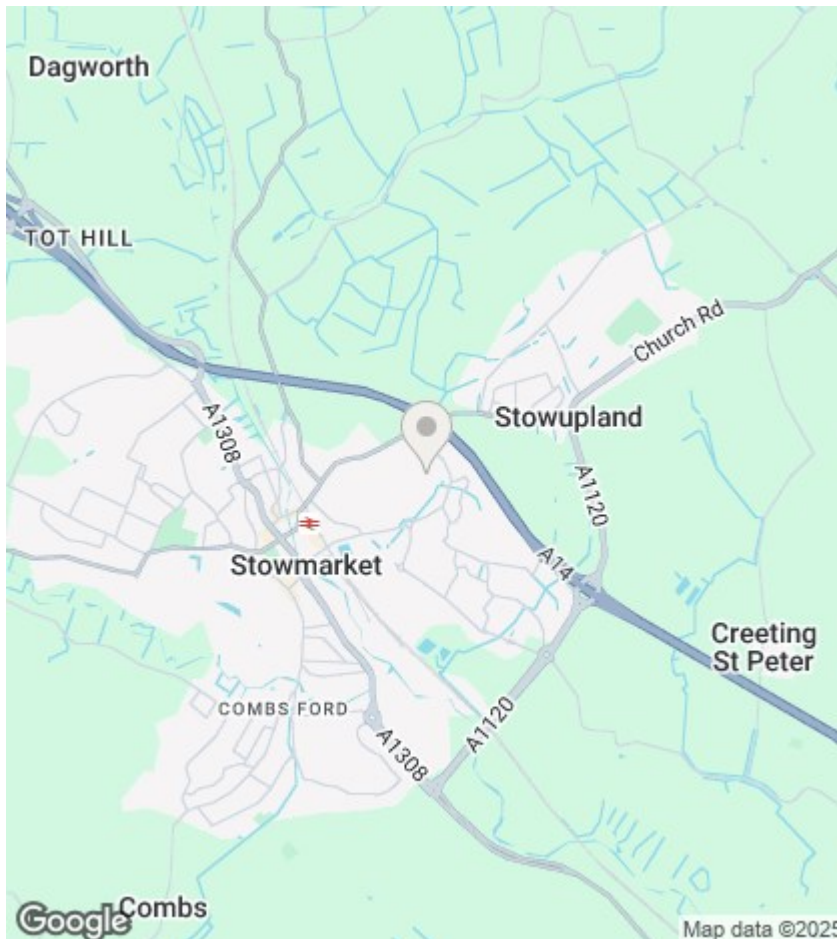 Dagworth
TOT HILL
Church Rd
Stowupland
A1308
A1120
Stowmarket
A14
Creeting
St Peter
COMBS FORD
A1120
A1308
Combs
Google
Map data ©2025